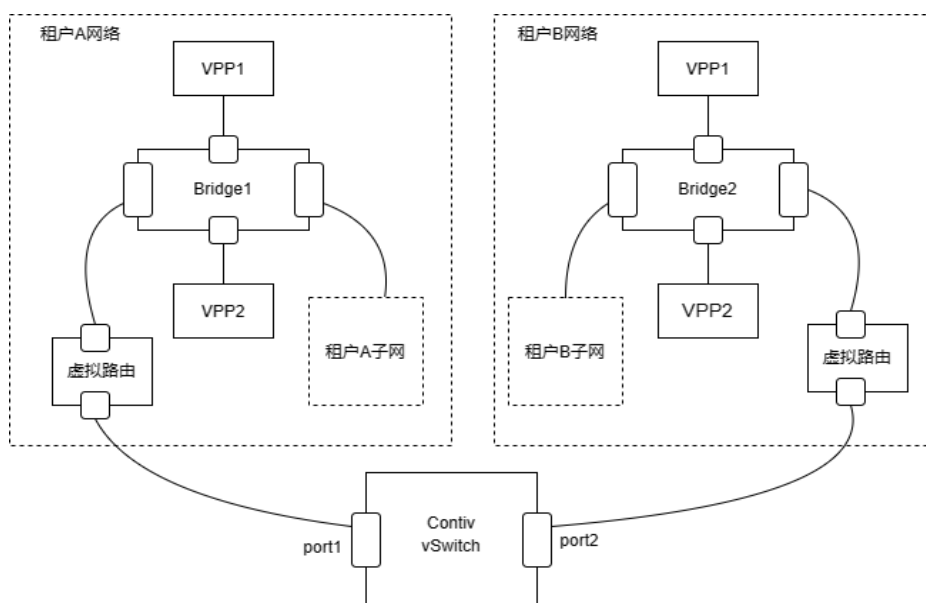 租户A网络
VPP1
Bridge1
VPP2
租户A子网
虚拟路由
租户B网络
VPP1
Bridge2
VPP2
租户B子网
虚拟路由
Contiv
vSwitch
port1
port2